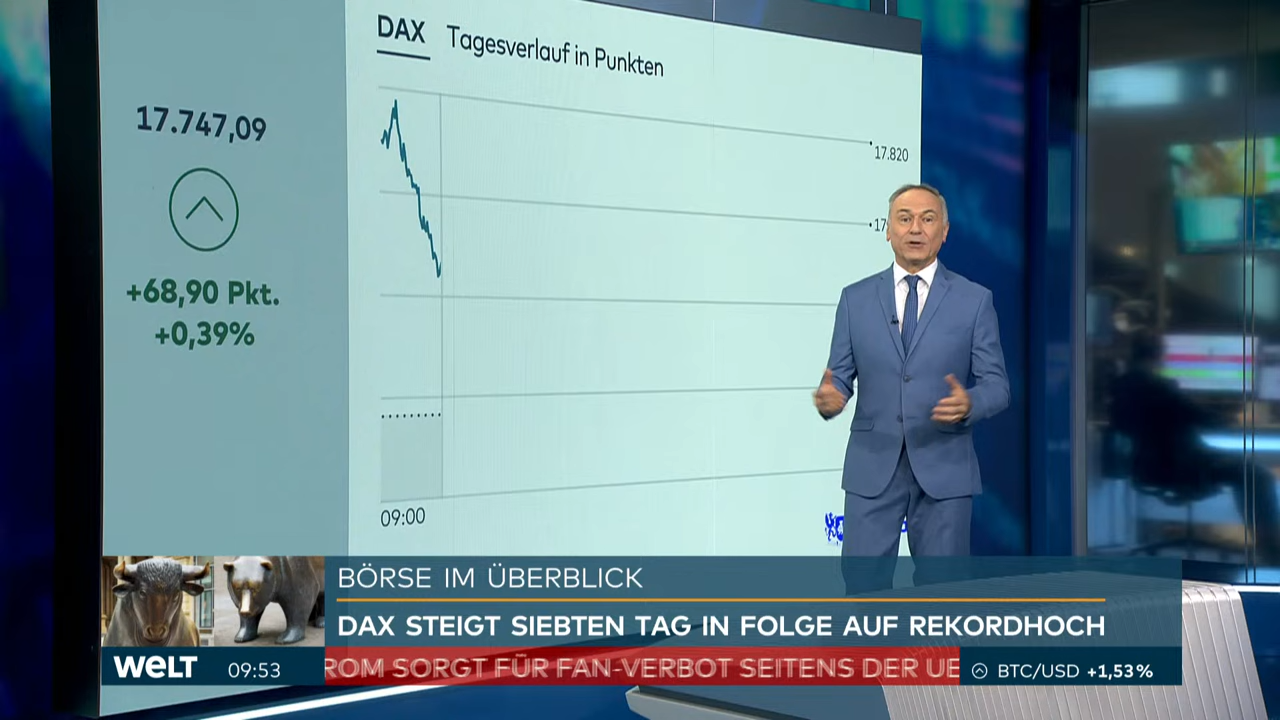 DAX Tagesverlauf in Punkten
17.747,09
+68,90 Pkt.
+0,39%
17.820
09:00
BÖRSE IM ÜBERBLICK
DAX STEIGT SIEBTEN TAG IN FOLGE AUF REKORDHOCH
welt 09:53 ROM SORGT FÜR FAN-VERBOT SEITENS DER UE BTC/USD +1,53%